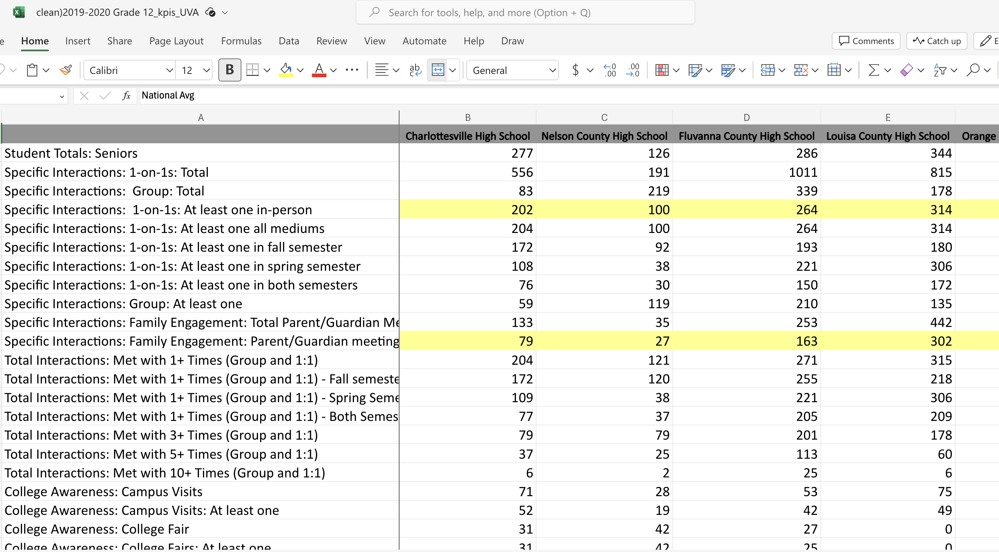 clean)2019-2020 Grade 12_kpis_UVA
Search for tools, help, and more (Option + Q)
e Home Insert Share Page Layout Formulas Data Review View Automate Help Draw Comments Catch up E
Calibri 12 B A ab c General $ .00 .0 .00 .0 A Z
fx National Avg
A B C D E
Charlottesville High School Nelson County High School Fluvanna County High School Louisa County High School Orange
Student Totals: Seniors 277 126 286 344
Specific Interactions: 1-on-1s: Total 556 191 1011 815
Specific Interactions:  Group: Total 83 219 339 178
Specific Interactions:  1-on-1s: At least one in-person 202 100 264 314
Specific Interactions: 1-on-1s: At least one all mediums 204 100 264 314
Specific Interactions: 1-on-1s: At least one in fall semester 172 92 193 180
Specific Interactions: 1-on-1s: At least one in spring semester 108 38 221 306
Specific Interactions: 1-on-1s: At least one in both semesters 76 30 150 172
Specific Interactions: Group: At least one 59 119 210 135
Specific Interactions: Family Engagement: Total Parent/Guardian Me 133 35 253 442
Specific Interactions: Family Engagement: Parent/Guardian meeting 79 27 163 302
Total Interactions: Met with 1+ Times (Group and 1:1) 204 121 271 315
Total Interactions: Met with 1+ Times (Group and 1:1) - Fall semeste 172 120 255 218
Total Interactions: Met with 1+ Times (Group and 1:1) - Spring Seme 109 38 221 306
Total Interactions: Met with 1+ Times (Group and 1:1) - Both Semes 77 37 205 209
Total Interactions: Met with 3+ Times (Group and 1:1) 79 79 201 178
Total Interactions: Met with 5+ Times (Group and 1:1) 37 25 113 60
Total Interactions: Met with 10+ Times (Group and 1:1) 6 2 25 6
College Awareness: Campus Visits 71 28 53 75
College Awareness: Campus Visits: At least one 52 19 42 49
College Awareness: College Fair 31 42 27 0
College Awareness: College Fairs: At least one 31 42 25 0